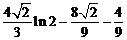 4√2/3 ln 2 − 8√2/9 − 4/9